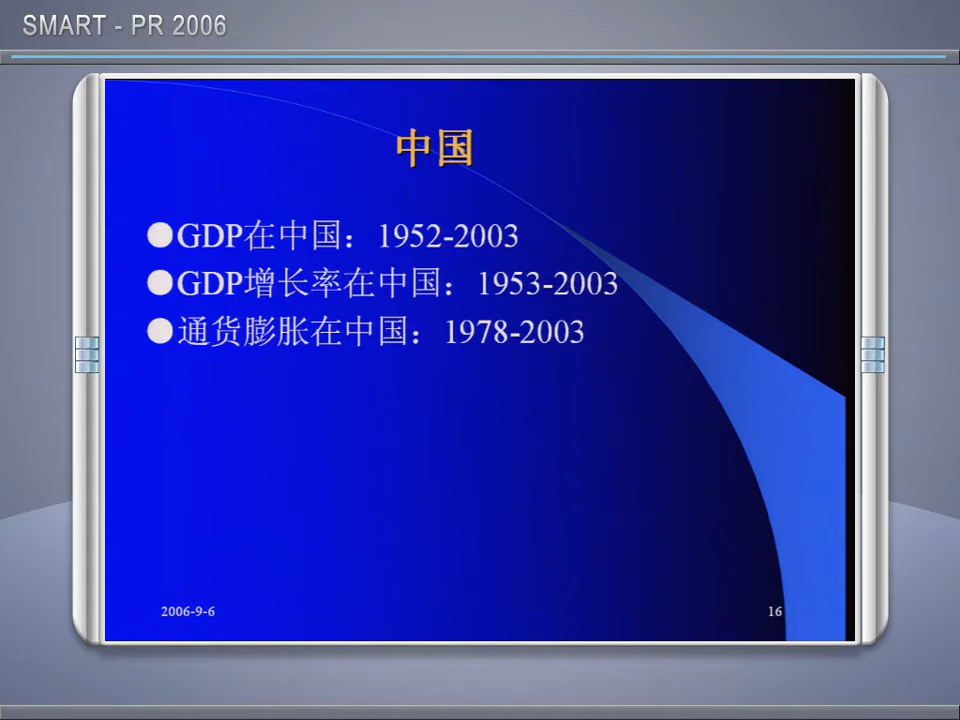 SMART - PR 2006
中国
●GDP在中国：1952-2003
●GDP增长率在中国：1953-2003
●通货膨胀在中国：1978-2003
2006-9-6
16